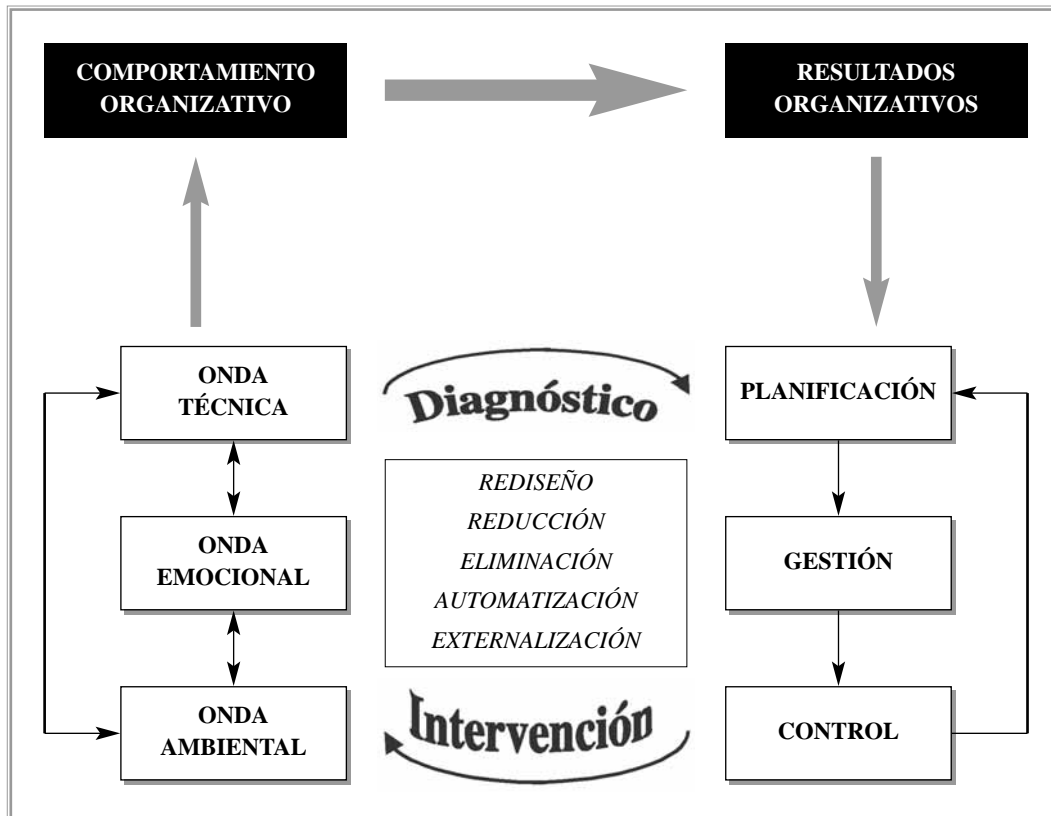 COMPORTAMIENTO
ORGANIZATIVO
RESULTADOS
ORGANIZATIVOS
ONDA
TÉCNICA
Diagnóstico
PLANIFICACIÓN
REDISEÑO
REDUCCIÓN
ELIMINACIÓN
AUTOMATIZACIÓN
EXTERNALIZACIÓN
ONDA
EMOCIONAL
GESTIÓN
ONDA
AMBIENTAL
Intervención
CONTROL